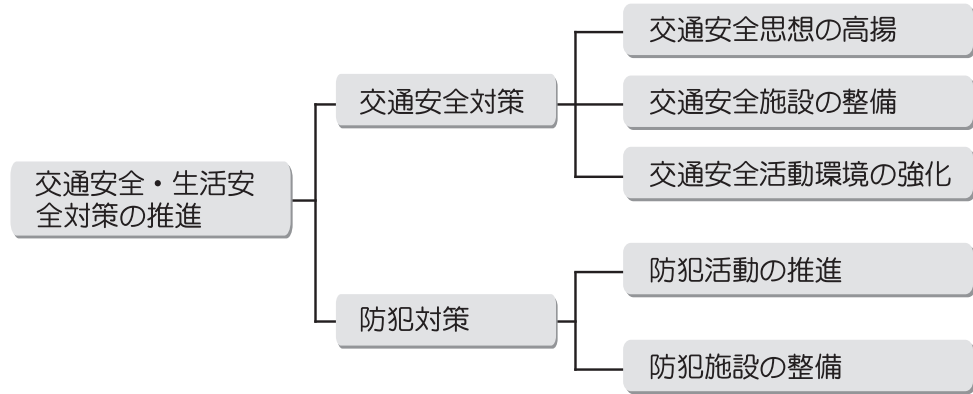 交通安全・生活安
全対策の推進
交通安全対策
交通安全思想の高揚
交通安全施設の整備
交通安全活動環境の強化
防犯対策
防犯活動の推進
防犯施設の整備